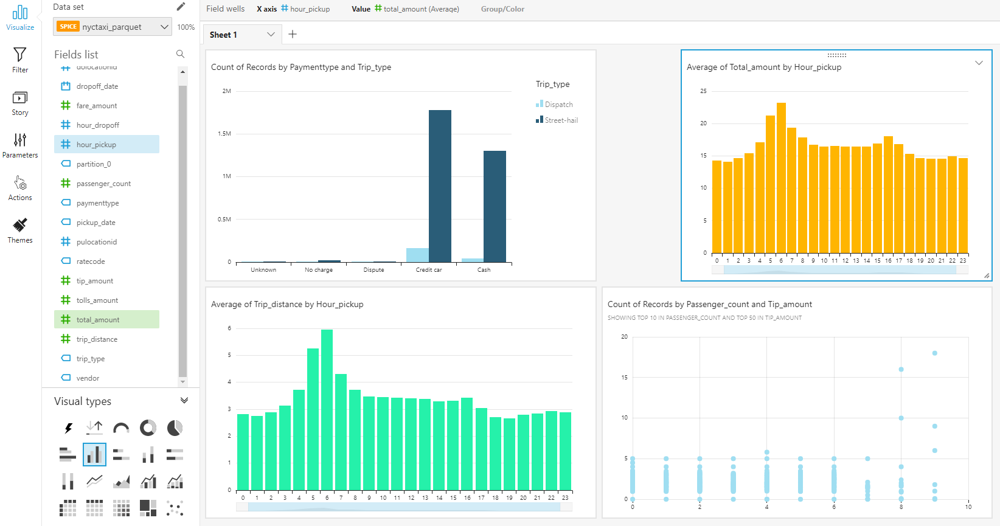 Visualize
Filter
Story
Parameters
Actions
Themes
Data set
SPICE nyctaxi_parquet 100%
Fields list
dolocationid
dropoff_date
fare_amount
hour_dropoff
hour_pickup
partition_0
passenger_count
paymenttype
pickup_date
pulocationid
ratecode
tip_amount
tolls_amount
total_amount
trip_distance
trip_type
vendor
Visual types
Field wells X axis hour_pickup Value total_amount (Average) Group/Color
Sheet 1
Count of Records by Paymenttype and Trip_type
Trip_type
Dispatch
Street-hail
2M
1.5M
1M
0.5M
0
Unknown No charge Dispute Credit car Cash
Average of Total_amount by Hour_pickup
25
20
15
10
5
0
0 1 2 3 4 5 6 7 8 9 10 11 12 13 14 15 16 17 18 19 20 21 22 23
Average of Trip_distance by Hour_pickup
6
5
4
3
2
1
0
0 1 2 3 4 5 6 7 8 9 10 11 12 13 14 15 16 17 18 19 20 21 22 23
Count of Records by Passenger_count and Tip_amount
SHOWING TOP 10 IN PASSENGER_COUNT AND TOP 50 IN TIP_AMOUNT
20
15
10
5
0
0 2 4 6 8 10